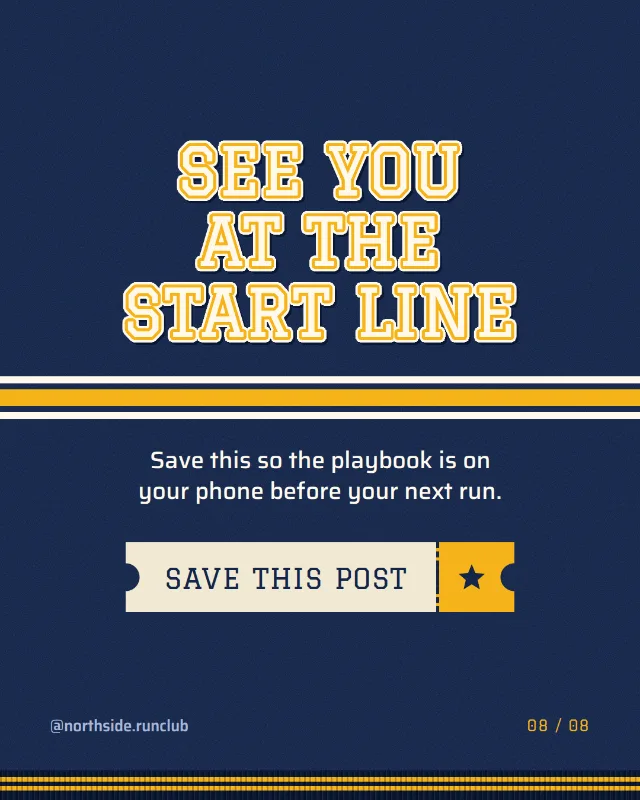 SEE YOU
AT THE
START LINE
Save this so the playbook is on
your phone before your next run.
SAVE THIS POST
@northside.runclub
08 / 08